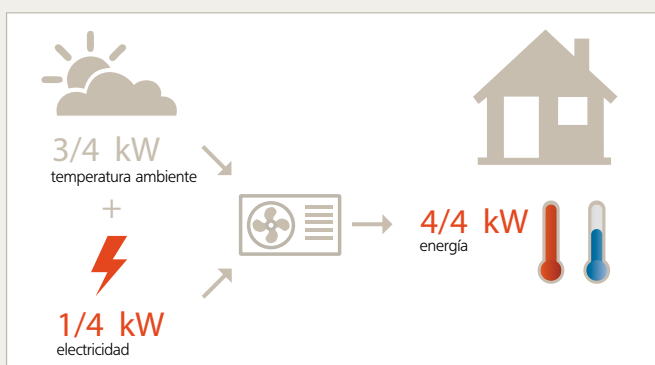 3/4 kW
temperatura ambiente
+
1/4 kW
electricidad
4/4 kW
energía